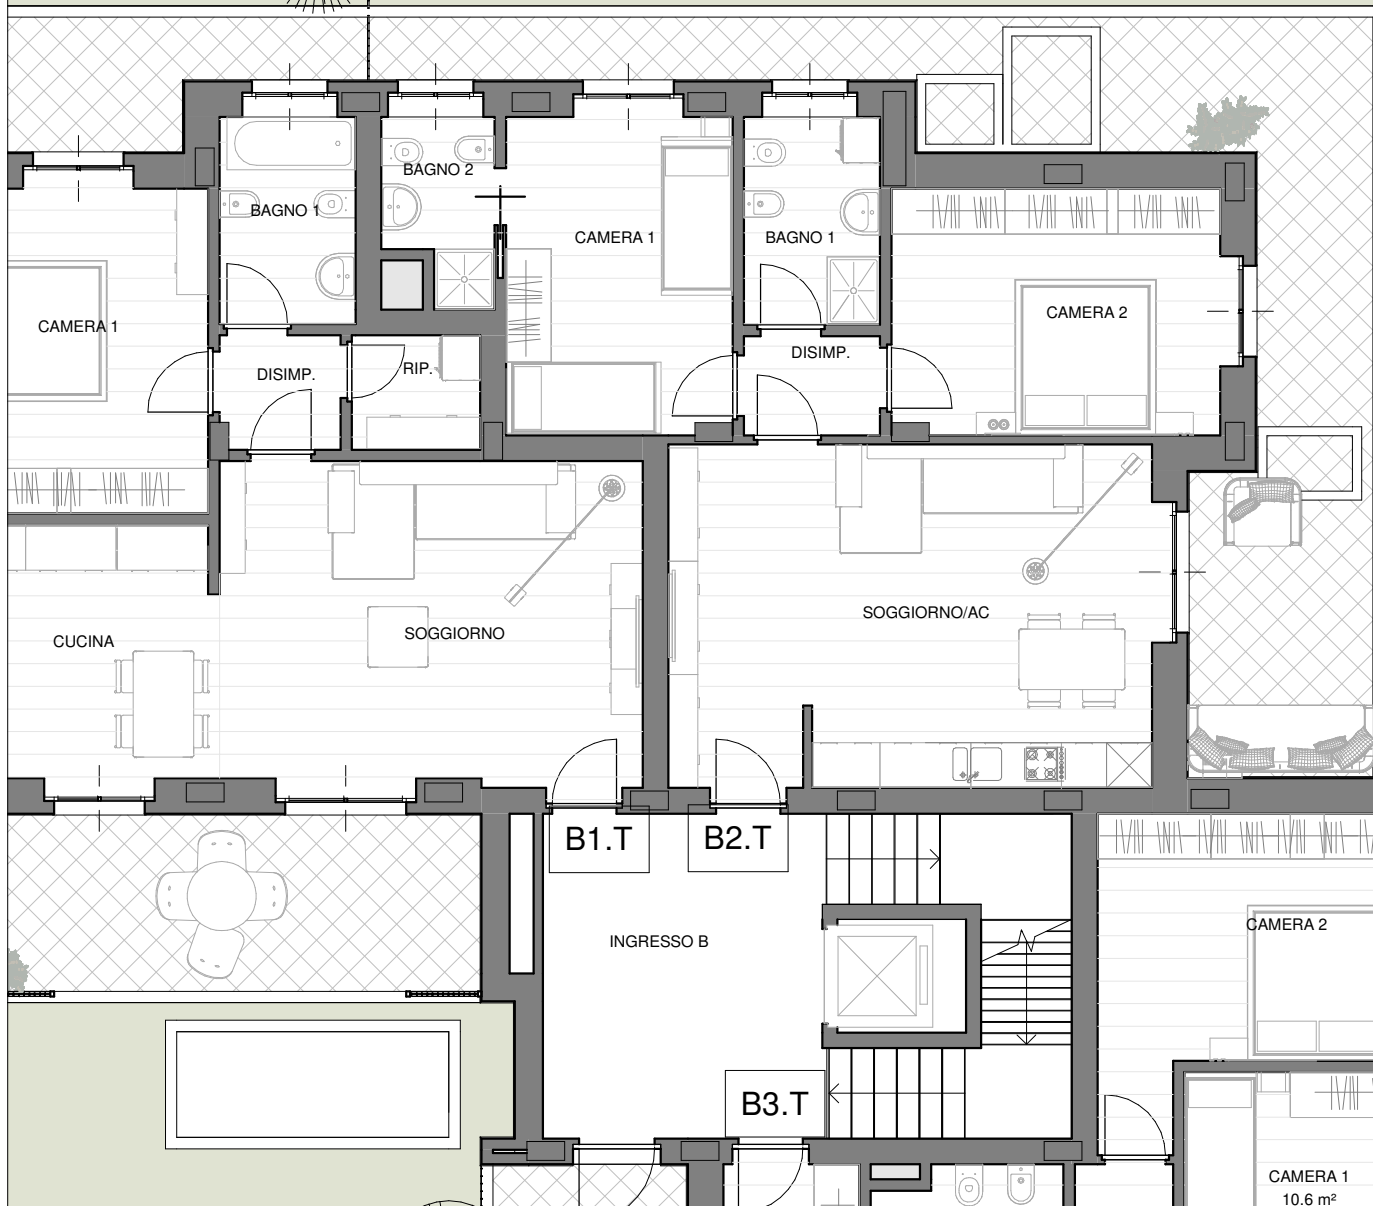 BAGNO 2
BAGNO 1
CAMERA 1
BAGNO 1
CAMERA 1
CAMERA 2
DISIMP.
RIP.
DISIMP.
CUCINA
SOGGIORNO
SOGGIORNO/AC
B1.T
B2.T
INGRESSO B
CAMERA 2
B3.T
CAMERA 1
10.6 m²